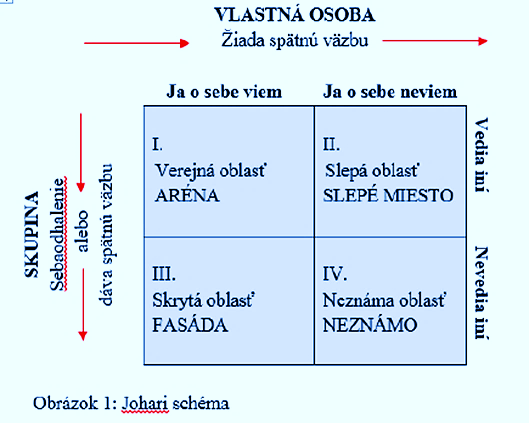 VLASTNÁ OSOBA
Žiada spätnú väzbu
Ja o sebe viem
Ja o sebe neviem
SKUPINA
Sebaodhalenie
alebo
dáva spätnú väzbu
I.
Verejná oblasť
ARÉNA
II.
Slepá oblasť
SLEPÉ MIESTO
Vedia iní
III.
Skrytá oblasť
FASÁDA
IV.
Neznáma oblasť
NEZNÁMO
Nevedia iní
Obrázok 1: Johari schéma